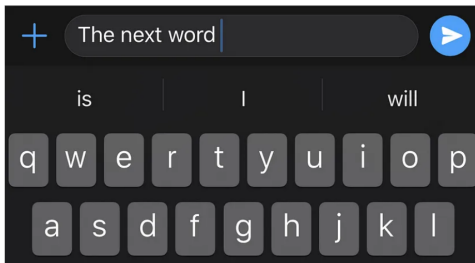 The next word
is I will
q w e r t y u i o p
a s d f g h j k l